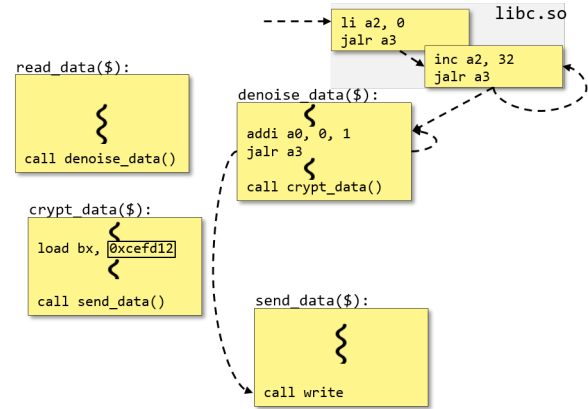 libc.so
li a2, 0
jalr a3
inc a2, 32
jalr a3
read_data($):
call denoise_data()
denoise_data($):
addi a0, 0, 1
jalr a3
call crypt_data()
crypt_data($):
load bx, 0xcefd12
call send_data()
send_data($):
call write